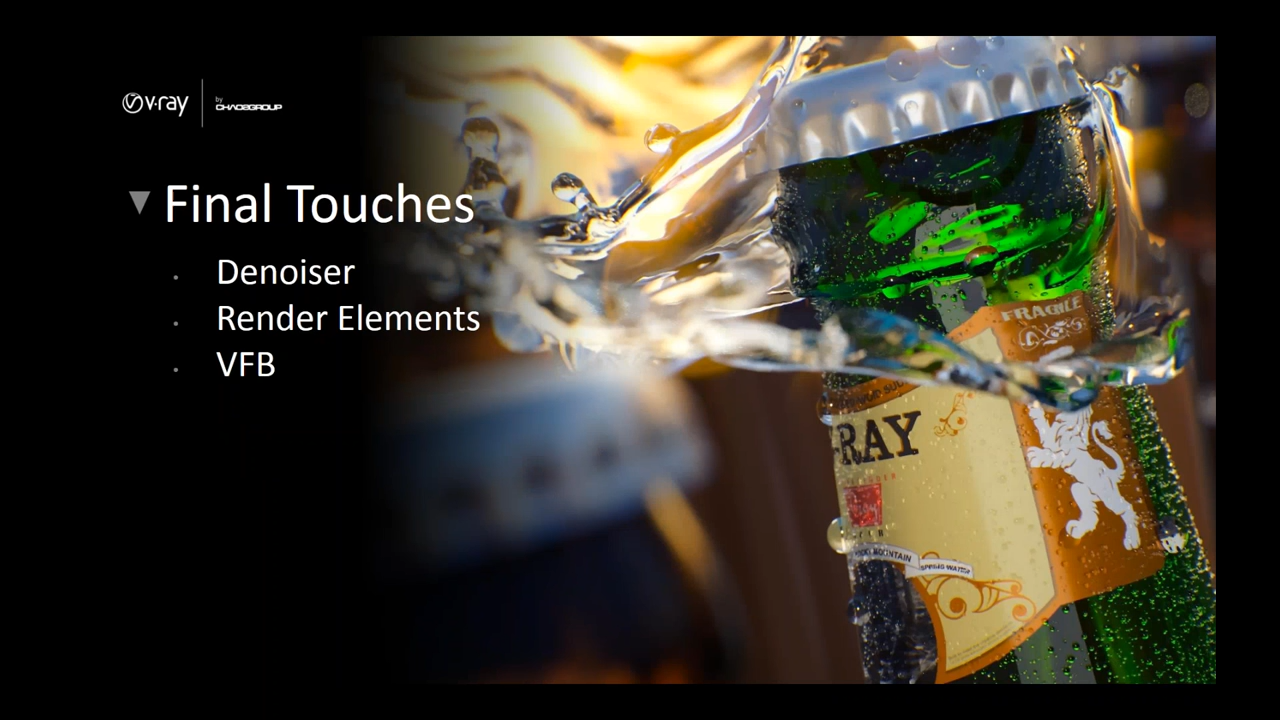 v·ray
by
CHAOSGROUP
Final Touches
Denoiser
Render Elements
VFB
FRAGILE
RAY
MOUNTAIN
SPRING WATER